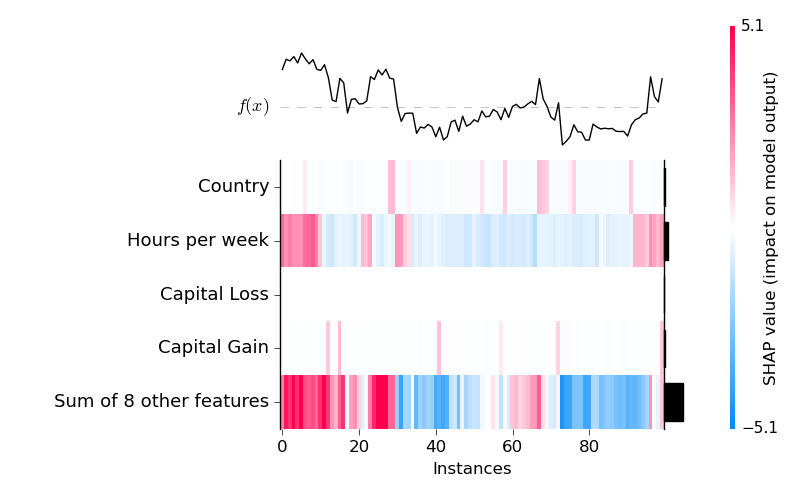 5.1
f(x)
Country
Hours per week
Capital Loss
Capital Gain
Sum of 8 other features
0
20
40
60
80
Instances
−5.1
SHAP value (impact on model output)